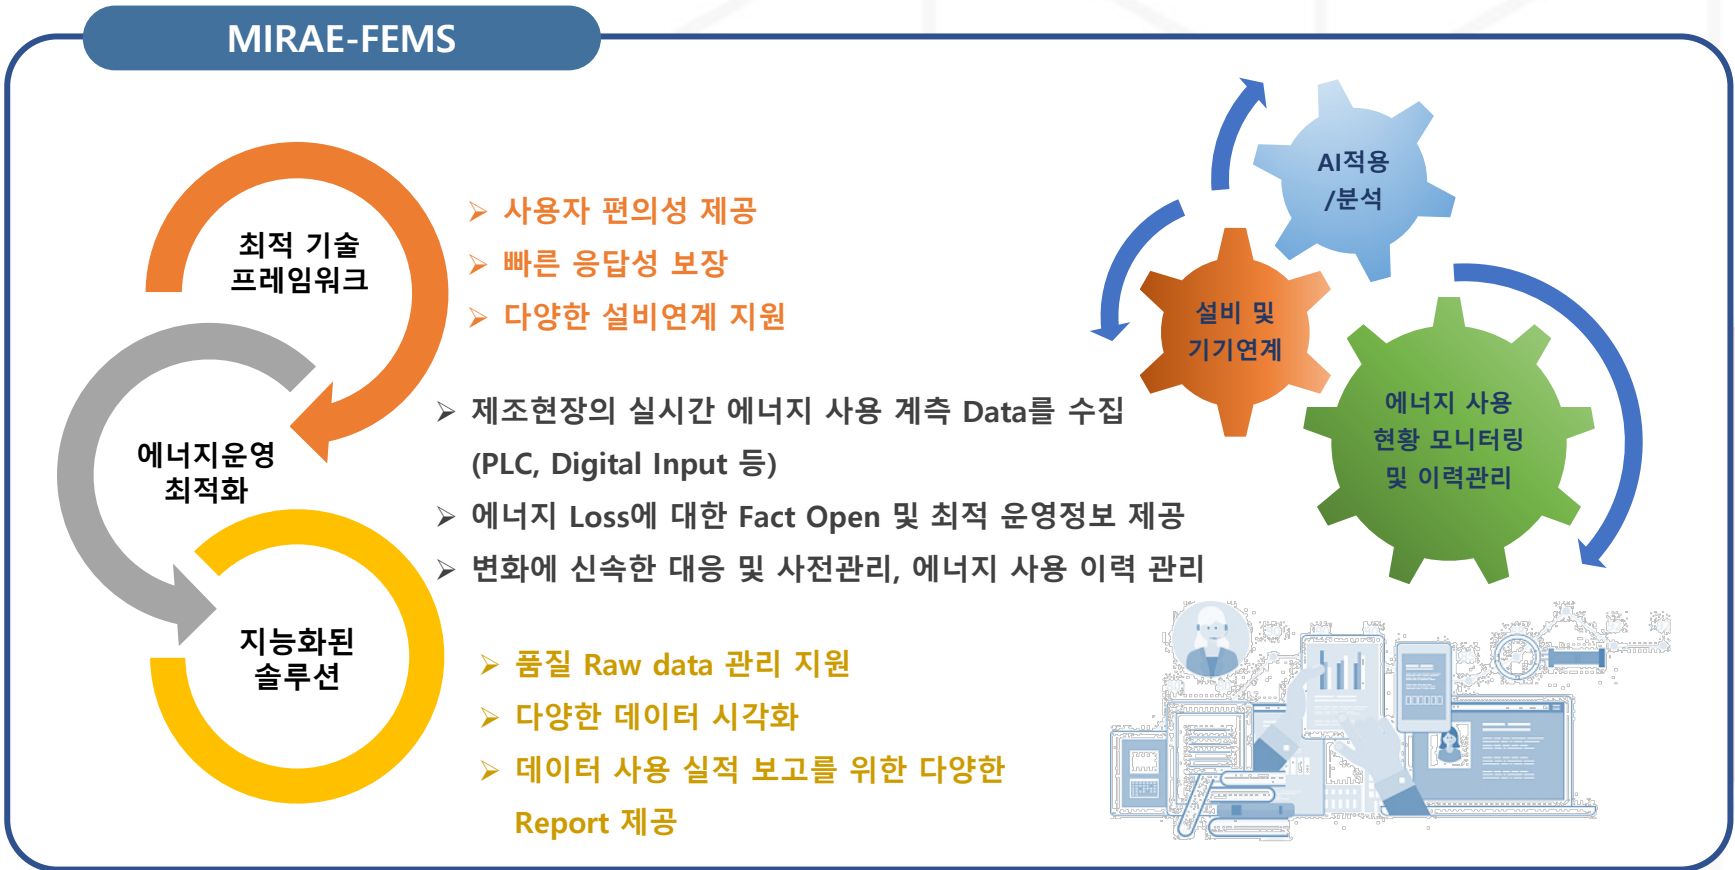 MIRAE-FEMS
최적 기술
프레임워크
➢ 사용자 편의성 제공
➢ 빠른 응답성 보장
➢ 다양한 설비연계 지원
에너지운영
최적화
➢ 제조현장의 실시간 에너지 사용 계측 Data를 수집
(PLC, Digital Input 등)
➢ 에너지 Loss에 대한 Fact Open 및 최적 운영정보 제공
➢ 변화에 신속한 대응 및 사전관리, 에너지 사용 이력 관리
지능화된
솔루션
➢ 품질 Raw data 관리 지원
➢ 다양한 데이터 시각화
➢ 데이터 사용 실적 보고를 위한 다양한
Report 제공
AI적용
/분석
설비 및
기기연계
에너지 사용
현황 모니터링
및 이력관리